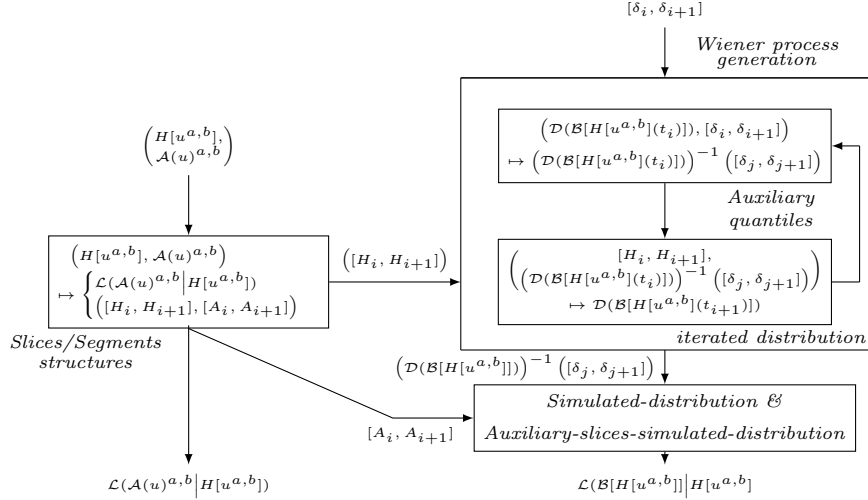 [δ_i, δ_{i+1}]
Wiener process
generation
(H[u^{a,b}],
A(u)^{a,b})
(D(B[H[u^{a,b}](t_i)]), [δ_i, δ_{i+1}])
↦ (D(B[H[u^{a,b}](t_i)]))^{-1} ([δ_j, δ_{j+1}])
Auxiliary
quantiles
(H[u^{a,b}], A(u)^{a,b})
↦ { L(A(u)^{a,b}|H[u^{a,b}])
([H_i, H_{i+1}], [A_i, A_{i+1}])
([H_i, H_{i+1}])
([H_i, H_{i+1}],
(D(B[H[u^{a,b}](t_i)]))^{-1} ([δ_j, δ_{j+1}]))
↦ D(B[H[u^{a,b}](t_{i+1})])
iterated distribution
Slices/Segments
structures
(D(B[H[u^{a,b}]]))^{-1} ([δ_j, δ_{j+1}])
Simulated-distribution &
Auxiliary-slices-simulated-distribution
[A_i, A_{i+1}]
L(A(u)^{a,b}|H[u^{a,b}])
L(B[H[u^{a,b}]]|H[u^{a,b}]